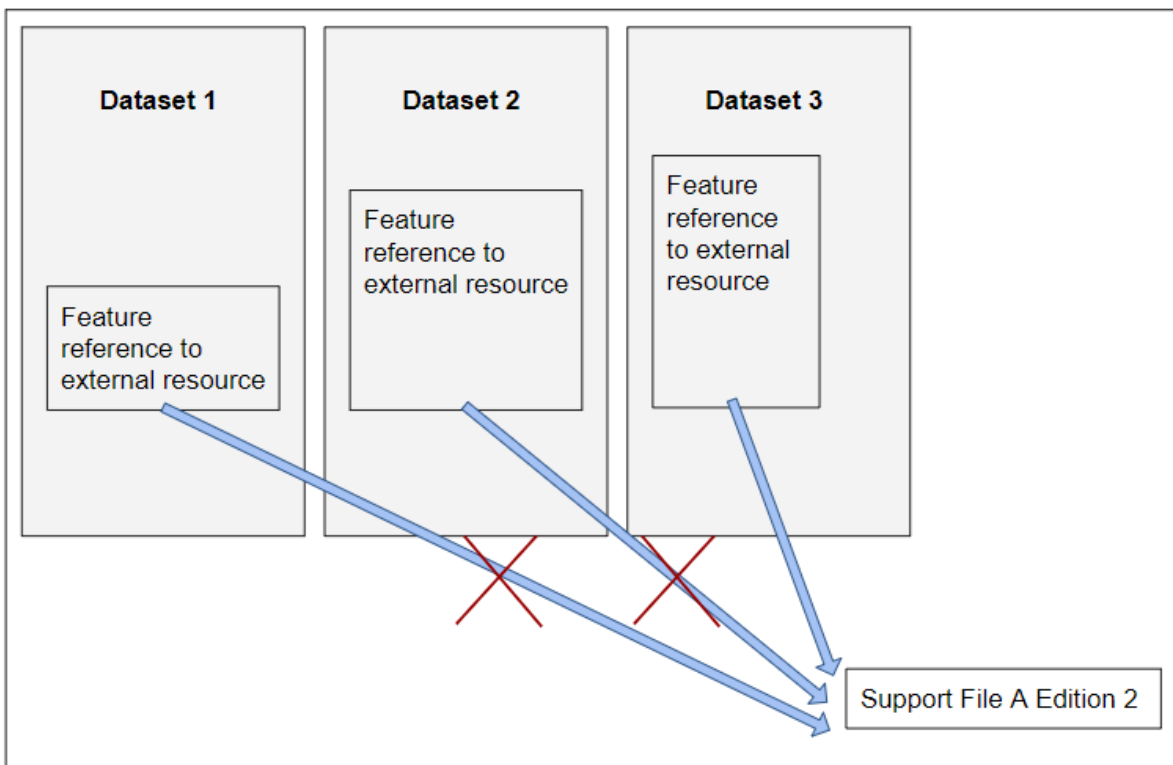 Dataset 1
Dataset 2
Dataset 3
Feature
reference to
external resource
Feature
reference to
external resource
Feature
reference
to external
resource
Support File A Edition 2